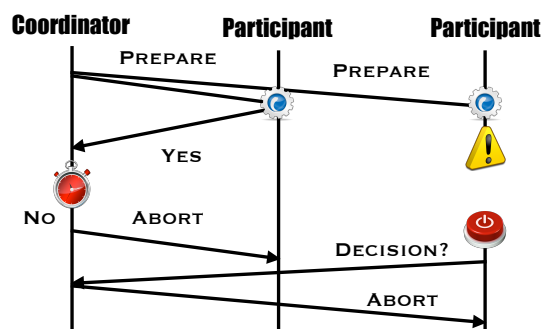 Coordinator
Participant
Participant
PREPARE
PREPARE
YES
NO
ABORT
DECISION?
ABORT